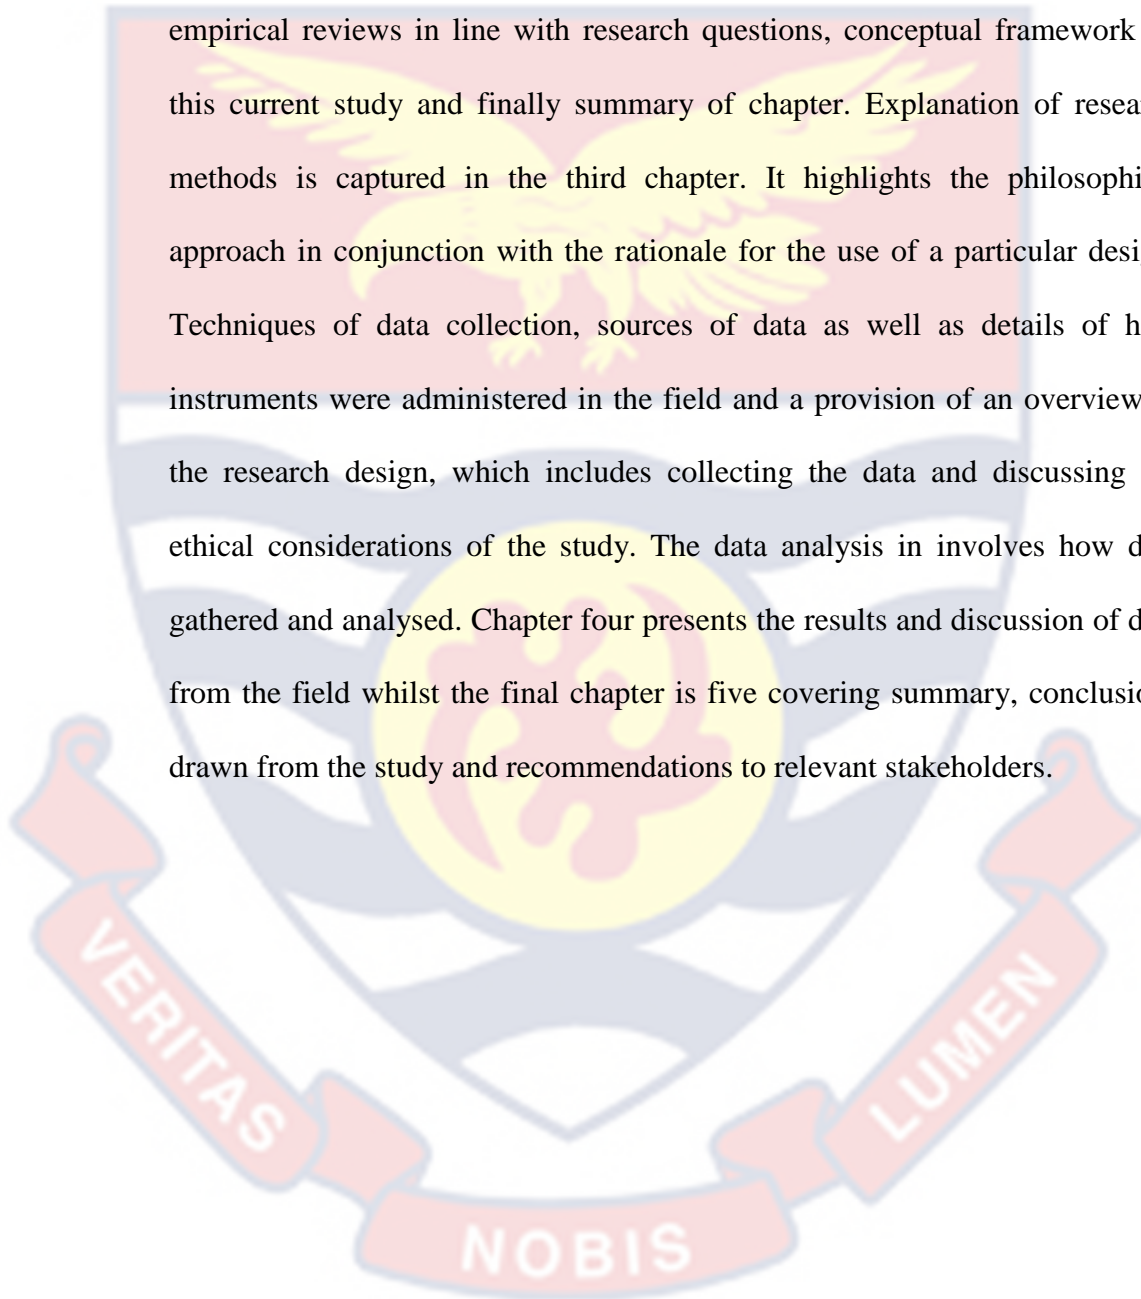 empirical reviews in line with research questions, conceptual framework
this current study and finally summary of chapter. Explanation of resea
methods is captured in the third chapter. It highlights the philosophi
approach in conjunction with the rationale for the use of a particular desi
Techniques of data collection, sources of data as well as details of h
instruments were administered in the field and a provision of an overview
the research design, which includes collecting the data and discussing
ethical considerations of the study. The data analysis in involves how d
gathered and analysed. Chapter four presents the results and discussion of d
from the field whilst the final chapter is five covering summary, conclusio
drawn from the study and recommendations to relevant stakeholders.
VERITAS
NOBIS
LUMEN